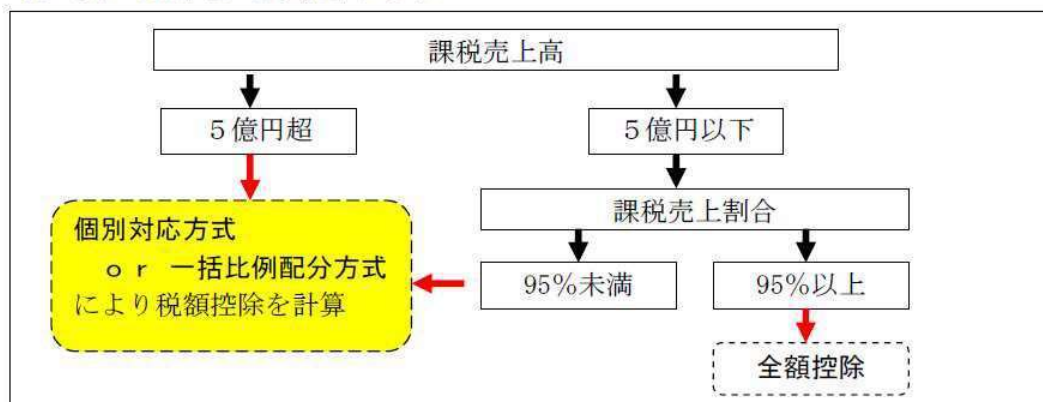 課税売上高
５億円超
５億円以下
課税売上割合
個別対応方式
ｏｒ 一括比例配分方式
により税額控除を計算
95％未満
95％以上
全額控除